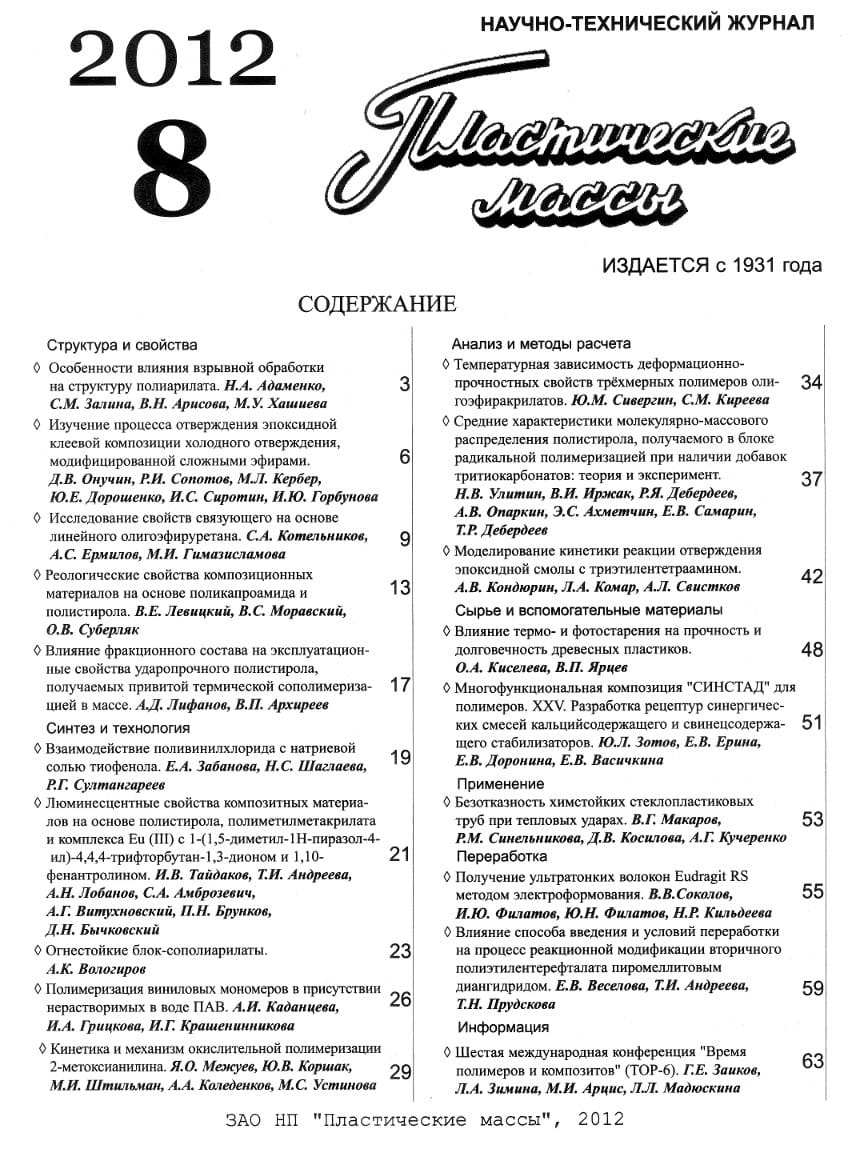 2012
8
НАУЧНО-ТЕХНИЧЕСКИЙ ЖУРНАЛ
Пластические
массы
ИЗДАЕТСЯ с 1931 года
СОДЕРЖАНИЕ
Структура и свойства
◊ Особенности влияния взрывной обработки
на структуру полиарилата. Н.А. Адаменко,
С.М. Залина, В.Н. Арисова, М.У. Хашиева
3
◊ Изучение процесса отверждения эпоксидной
клеевой композиции холодного отверждения,
модифицированной сложными эфирами.
Д.В. Онучин, Р.И. Сопотов, М.Л. Кербер,
Ю.Е. Дорошенко, И.С. Сиротин, И.Ю. Горбунова
6
◊ Исследование свойств связующего на основе
линейного олигоэфируретана. С.А. Котельников,
А.С. Ермилов, М.И. Гимазисламова
9
◊ Реологические свойства композиционных
материалов на основе поликапроамида и
полистирола. В.Е. Левицкий, В.С. Моравский,
О.В. Суберляк
13
◊ Влияние фракционного состава на эксплуатацион-
ные свойства ударопрочного полистирола,
получаемых привитой термической сополимериза-
цией в массе. А.Д. Лифанов, В.П. Архиреев
17
Синтез и технология
◊ Взаимодействие поливинилхлорида с натриевой
солью тиофенола. Е.А. Забанова, Н.С. Шаглаева,
Р.Г. Султангареев
19
◊ Люминесцентные свойства композитных материа-
лов на основе полистирола, полиметилметакрилата
и комплекса Eu (III) с 1-(1,5-диметил-1Н-пиразол-4-
ил)-4,4,4-трифторбутан-1,3-дионом и 1,10-
фенантролином. И.В. Тайдаков, Т.И. Андреева,
А.Н. Лобанов, С.А. Амброзевич,
А.Г. Витухновский, П.Н. Брунков,
Д.Н. Бычковский
21
◊ Огнестойкие блок-сополиарилаты.
А.К. Вологиров
23
◊ Полимеризация виниловых мономеров в присутствии
нерастворимых в воде ПАВ. А.И. Каданцева,
И.А. Грицкова, И.Г. Крашенинникова
26
◊ Кинетика и механизм окислительной полимеризации
2-метоксианилина. Я.О. Межуев, Ю.В. Коршак,
М.И. Штильман, А.А. Коледенков, М.С. Устинова
29
Анализ и методы расчета
◊ Температурная зависимость деформационно-
прочностных свойств трёхмерных полимеров оли-
гоэфиракрилатов. Ю.М. Сивергин, С.М. Киреева
34
◊ Средние характеристики молекулярно-массового
распределения полистирола, получаемого в блоке
радикальной полимеризацией при наличии добавок
тритиокарбонатов: теория и эксперимент.
Н.В. Улитин, В.И. Иржак, Р.Я. Дебердеев,
А.В. Опаркин, Э.С. Ахметчин, Е.В. Самарин,
Т.Р. Дебердеев
37
◊ Моделирование кинетики реакции отверждения
эпоксидной смолы с триэтилентетраамином.
А.В. Кондюрин, Л.А. Комар, А.Л. Свистков
42
Сырье и вспомогательные материалы
◊ Влияние термо- и фотостарения на прочность и
долговечность древесных пластиков.
О.А. Киселева, В.П. Ярцев
48
◊ Многофункциональная композиция "СИНСТАД" для
полимеров. XXV. Разработка рецептур синергичес-
ких смесей кальцийсодержащего и свинецсодержа-
щего стабилизаторов. Ю.Л. Зотов, Е.В. Ерина,
Е.В. Доронина, Е.В. Васичкина
51
Применение
◊ Безотказность химстойких стеклопластиковых
труб при тепловых ударах. В.Г. Макаров,
Р.М. Синельникова, Д.В. Косилова, А.Г. Кучеренко
53
Переработка
◊ Получение ультратонких волокон Eudragit RS
методом электроформования. В.В.Соколов,
И.Ю. Филатов, Ю.Н. Филатов, Н.Р. Кильдеева
55
◊ Влияние способа введения и условий переработки
на процесс реакционной модификации вторичного
полиэтилентерефталата пиромеллитовым
диангидридом. Е.В. Веселова, Т.И. Андреева,
Т.Н. Прудскова
59
Информация
◊ Шестая международная конференция "Время
полимеров и композитов" (TOP-6). Г.Е. Заиков,
Л.А. Зимина, М.И. Арцис, Л.Л. Мадюскина
63
ЗАО НП "Пластические массы", 2012